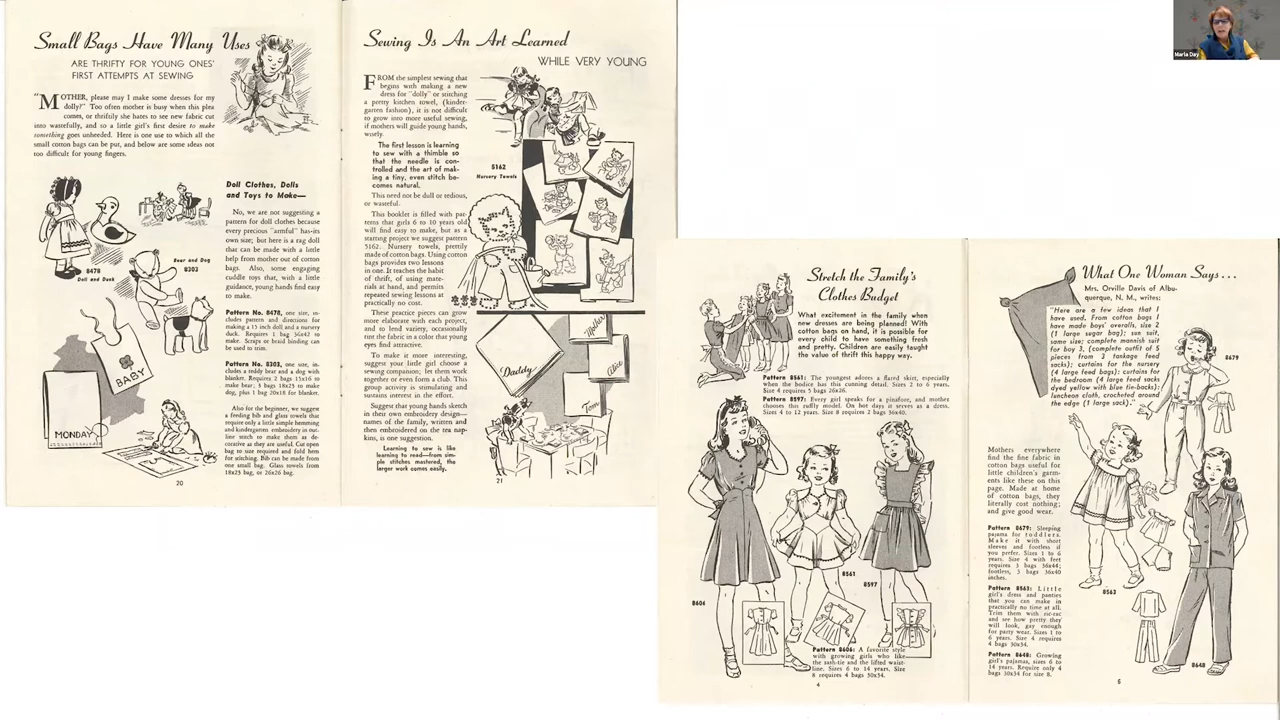 Small Bags Have Many Uses
ARE THRIFTY FOR YOUNG ONES'
FIRST ATTEMPTS AT SEWING
"MOTHER, please may I make some dresses for my
dolly?" Too often mother is busy when this plea
comes, or thriftily she hates to see new fabric cut
into wastefully, and so a little girl's first desire to make
something goes unheeded. Here is one use to which all the
small cotton bags can be put, and below are some ideas not
too difficult for young fingers.
8478
Doll and Duck
Bear and Dog
8303
BABY
MONDAY
Doll Clothes, Dolls
and Toys to Make—
No, we are not suggesting a
pattern for doll clothes because
every precious "armful" has its
own size; but here is a rag doll
that can be made with a little
help from mother out of cotton
bags. Also, some engaging
cuddle toys that, with a little
guidance, young hands find easy
to make.
Pattern No. 8478, one size, in-
cludes pattern and directions for
making a 15 inch doll and a nursery
duck. Requires 1 bag 36x42 to
make. Scraps or braid binding can
be used to trim.
Pattern No. 8303, one size, in-
cludes a teddy bear and a dog with
blanket. Requires 2 bags 15x16 to
make bear; 3 bags 18x23 to make
dog, plus 1 bag 20x18 for blanket.
Also for the beginner, we suggest
a feeding bib and glass towels that
require only a little simple hemming
and kindergarten embroidery in out-
line stitch to make them as de-
corative as they are useful. Cut open
bag to size required and fold hem
for stitching. Bib can be made from
one small bag. Glass towels from
18x23 bag, or 26x26 bag.
20
Sewing Is An Art Learned
WHILE VERY YOUNG
FROM the simplest sewing that
begins with making a new
dress for "dolly" or stitching
a pretty kitchen towel, (kinder-
garten fashion), it is not difficult
to grow into more useful sewing,
if mothers will guide young hands,
wisely.
The first lesson is learning
to sew with a thimble so
that the needle is con-
trolled and the art of mak-
ing a tiny, even stitch be-
comes natural.
This need not be dull or tedious,
or wasteful.
This booklet is filled with pat-
terns that girls 6 to 10 years old
will find easy to make, but as a
starting project we suggest pattern
5162. Nursery towels, prettily
made of cotton bags. Using cotton
bags provides two lessons
in one. It teaches the habit
of thrift, of using mate-
rials at hand, and permits
repeated sewing lessons at
practically no cost.
These practice pieces can grow
more elaborate with each project,
and to lend variety, occasionally
tint the fabric in a color that young
eyes find attractive.
To make it more interesting,
suggest your little girl choose
a sewing companion; let them work
together or even form a club. This
group activity is stimulating and
sustains interest in the effort.
Suggest that young hands sketch
in their own embroidery design—
names of the family, written and
then embroidered on the tea nap-
kins, is one suggestion.
Learning to sew is like
learning to read—from sim-
ple stitches mastered, the
larger work comes easily.
5162
Nursery Towels
Daddy
Mother
Tom
21
Stretch the Family's
Clothes Budget
What excitement in the family when
new dresses are being planned! With
cotton bags on hand, it is possible for
every child to have something fresh
and pretty. Children are easily taught
the value of thrift this happy way.
Pattern 8561: The youngest adores a flared skirt, especially
when the bodice has this cunning detail. Sizes 2 to 6 years,
Size 4 requires 3 bags 26x26.
Pattern 8597: Every girl speaks for a pinafore, and mother
chooses this ruffly model. On hot days it serves as a dress.
Sizes 4 to 12 years. Size 8 requires 2 bags 36x40.
8561
8597
8606
Pattern 8606: A favorite style
with growing girls who like
the sash-tie and the lifted waist-
line. Sizes 6 to 14 years. Size
8 requires 4 bags 30x34.
4
What One Woman Says...
Mrs. Orville Davis of Albu-
querque, N. M., writes:
"Here are a few ideas that I
have used. From cotton bags I
have made boys' overalls, size 2
(1 large sugar bag); sun suit,
same size; complete mannish suit
for boy 3, (complete outfit of 5
pieces from 3 tankage feed
socks); curtains for the nursery
(4 large feed bags); curtains for
the bedroom (4 large feed sacks
dyed yellow with blue tie-backs);
luncheon cloth, crocheted around
the edge (1 large sack)."
8679
Mothers everywhere
find the fine fabric in
cotton bags useful for
little children's gar-
ments like these on this
page. Made at home
of cotton bags, they
literally cost nothing;
and give good wear.
Pattern 8679: Sleeping
pajama for toddlers.
Make it with short
sleeves and footless if
you prefer. Sizes 1 to 6
years. Size 4 with feet
requires 3 bags 36x44;
footless, 3 bags 36x40
inches.
Pattern 8563: Little
girl's dress and panties
that you can make in
practically no time at all.
Trim them with ric-rac
and see how pretty they
will look, gay enough
for party wear. Sizes 1 to
6 years. Size 4 requires
4 bags 30x34.
Pattern 8648: Growing
girl's pajamas, sizes 6 to
14 years. Require only 4
bags 30x34 for size 8.
8563
8648
Marla Day